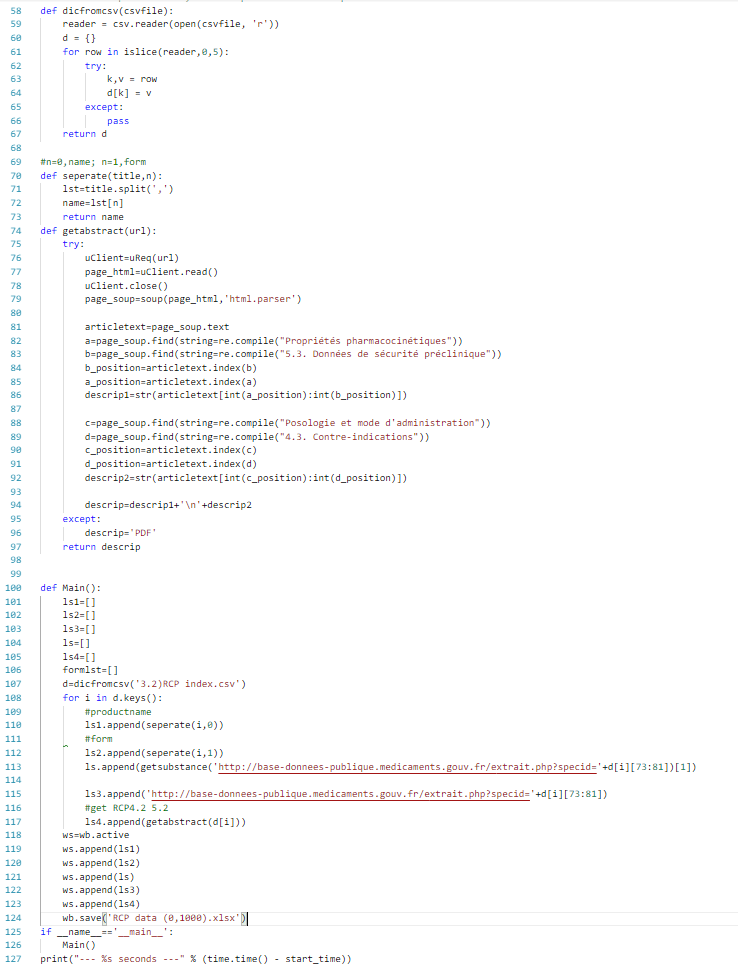 58 def dicfromcsv(csvfile):
59     reader = csv.reader(open(csvfile, 'r'))
60     d = {}
61     for row in islice(reader,0,5):
62         try:
63             k,v = row
64             d[k] = v
65         except:
66             pass
67     return d
68
69 #n=0,name; n=1,form
70 def seperate(title,n):
71     lst=title.split(',')
72     name=lst[n]
73     return name
74 def getabstract(url):
75     try:
76         uClient=uReq(url)
77         page_html=uClient.read()
78         uClient.close()
79         page_soup=soup(page_html,'html.parser')
80
81         articletext=page_soup.text
82         a=page_soup.find(string=re.compile("Propriétés pharmacocinétiques"))
83         b=page_soup.find(string=re.compile("5.3. Données de sécurité préclinique"))
84         b_position=articletext.index(b)
85         a_position=articletext.index(a)
86         descrip1=str(articletext[int(a_position):int(b_position)])
87
88         c=page_soup.find(string=re.compile("Posologie et mode d'administration"))
89         d=page_soup.find(string=re.compile("4.3. Contre-indications"))
90         c_position=articletext.index(c)
91         d_position=articletext.index(d)
92         descrip2=str(articletext[int(c_position):int(d_position)])
93
94         descrip=descrip1+'\n'+descrip2
95     except:
96         descrip='PDF'
97     return descrip
98
99
100 def Main():
101     ls1=[]
102     ls2=[]
103     ls3=[]
104     ls=[]
105     ls4=[]
106     formlst=[]
107     d=dicfromcsv('3.2)RCP index.csv')
108     for i in d.keys():
109         #productname
110         ls1.append(seperate(i,0))
111         #form
112         ls2.append(seperate(i,1))
113         ls.append(getsubstance('http://base-donnees-publique.medicaments.gouv.fr/extrait.php?specid='+d[i][73:81])[1])
114
115         ls3.append('http://base-donnees-publique.medicaments.gouv.fr/extrait.php?specid='+d[i][73:81])
116         #get RCP4.2 5.2
117         ls4.append(getabstract(d[i]))
118     ws=wb.active
119     ws.append(ls1)
120     ws.append(ls2)
121     ws.append(ls)
122     ws.append(ls3)
123     ws.append(ls4)
124     wb.save('RCP data (0,1000).xlsx')
125 if __name__=='__main__':
126     Main()
127 print("--- %s seconds ---" % (time.time() - start_time))